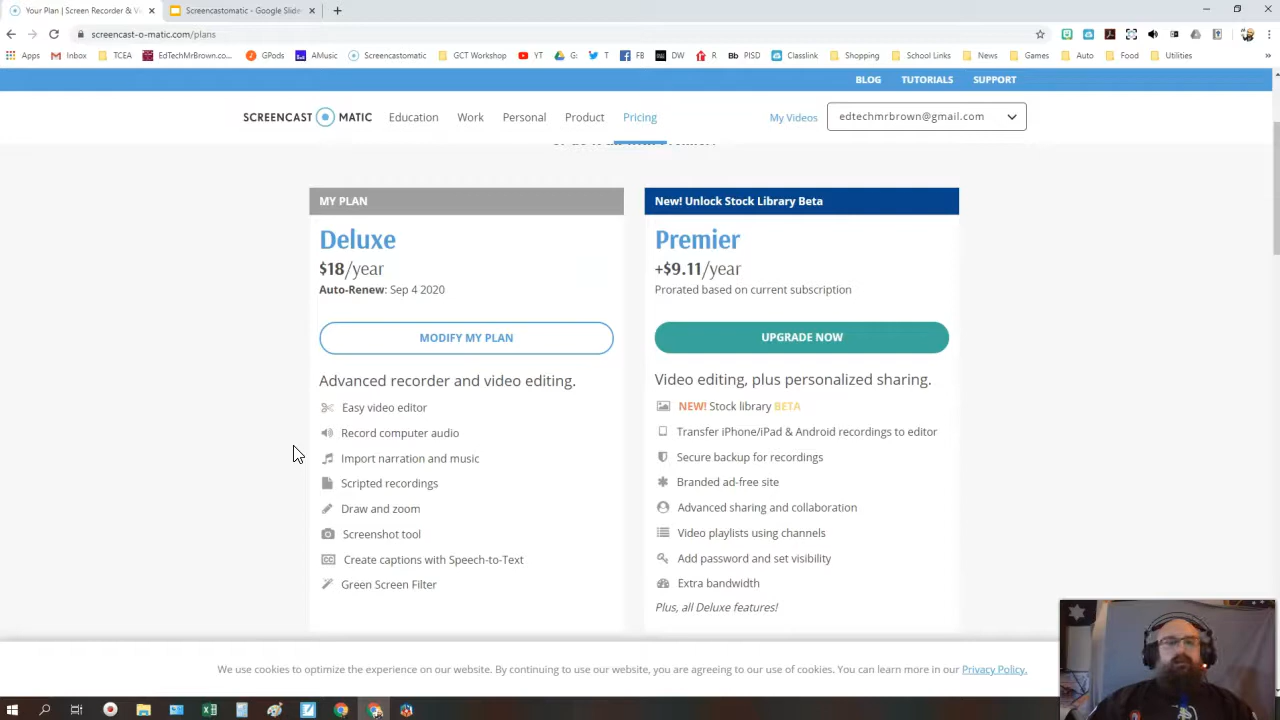 Your Plan | Screen Recorder & Vi
Screencastomatic - Google Slide
screencast-o-matic.com/plans
Apps Inbox TCEA EdTechMrBrown.co... GPods AMusic Screencastomatic GCT Workshop YT G: T FB DW R PISD Classlink Shopping School Links News Games Auto Food Utilities »
BLOG TUTORIALS SUPPORT
SCREENCAST MATIC Education Work Personal Product Pricing My Videos edtechmrbrown@gmail.com
MY PLAN
Deluxe
$18/year
Auto-Renew: Sep 4 2020
MODIFY MY PLAN
Advanced recorder and video editing.
Easy video editor
Record computer audio
Import narration and music
Scripted recordings
Draw and zoom
Screenshot tool
Create captions with Speech-to-Text
Green Screen Filter
New! Unlock Stock Library Beta
Premier
+$9.11/year
Prorated based on current subscription
UPGRADE NOW
Video editing, plus personalized sharing.
NEW! Stock library BETA
Transfer iPhone/iPad & Android recordings to editor
Secure backup for recordings
Branded ad-free site
Advanced sharing and collaboration
Video playlists using channels
Add password and set visibility
Extra bandwidth
Plus, all Deluxe features!
We use cookies to optimize the experience on our website. By continuing to use our website, you are agreeing to our use of cookies. You can learn more in our Privacy Policy.